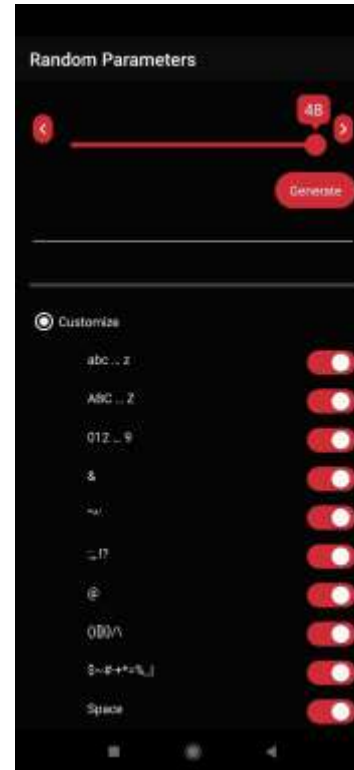 Random Parameters
48
Generate
Customize
abc ... z
ABC ... Z
012 ... 9
&
@
Space